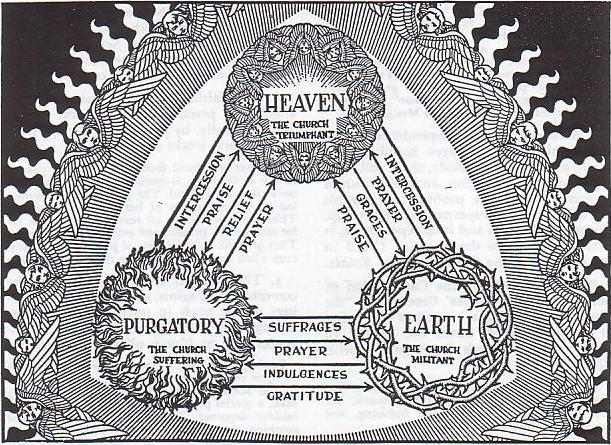 HEAVEN
THE CHURCH
TRIUMPHANT
INTERCESSION
PRAISE
RELIEF
PRAYER
INTERCESSION
PRAYER
GRACES
PRAISE
PURGATORY
THE CHURCH
SUFFERING
SUFFRAGES
PRAYER
INDULGENCES
GRATITUDE
EARTH
THE CHURCH
MILITANT